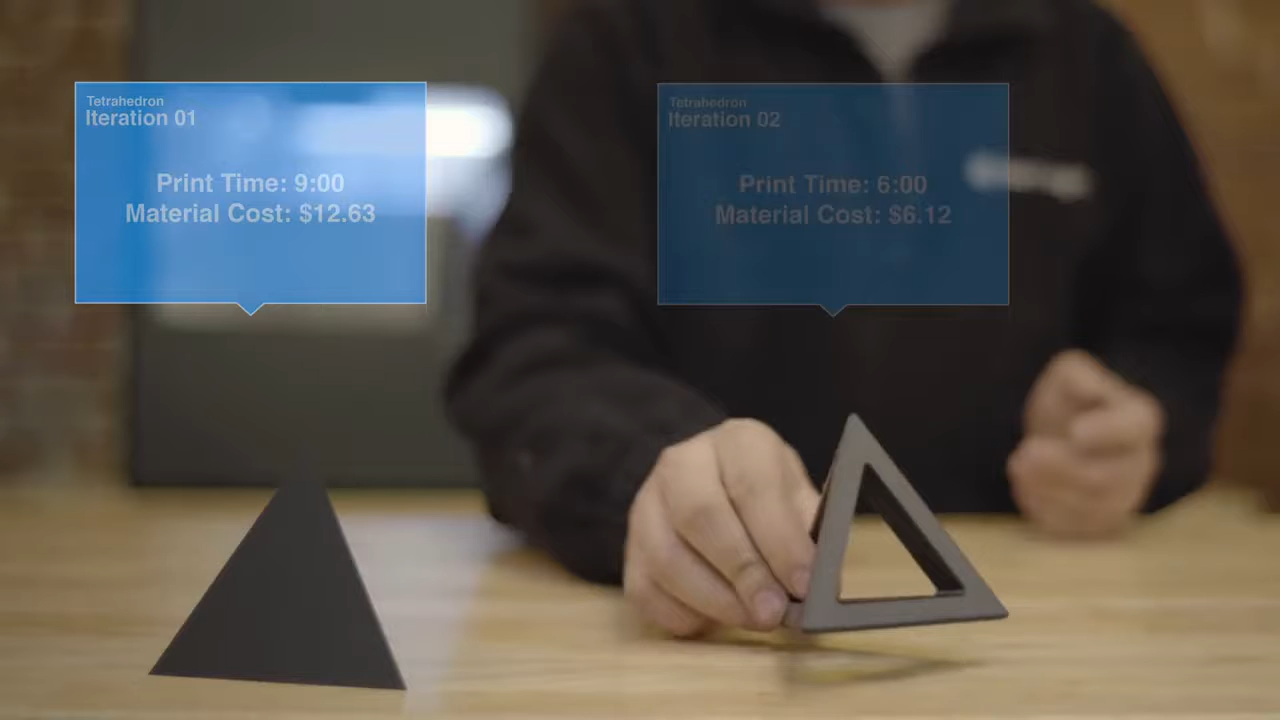 Tetrahedron
Iteration 01
Print Time: 9:00
Material Cost: $12.63
Tetrahedron
Iteration 02
Print Time: 6:00
Material Cost: $6.12